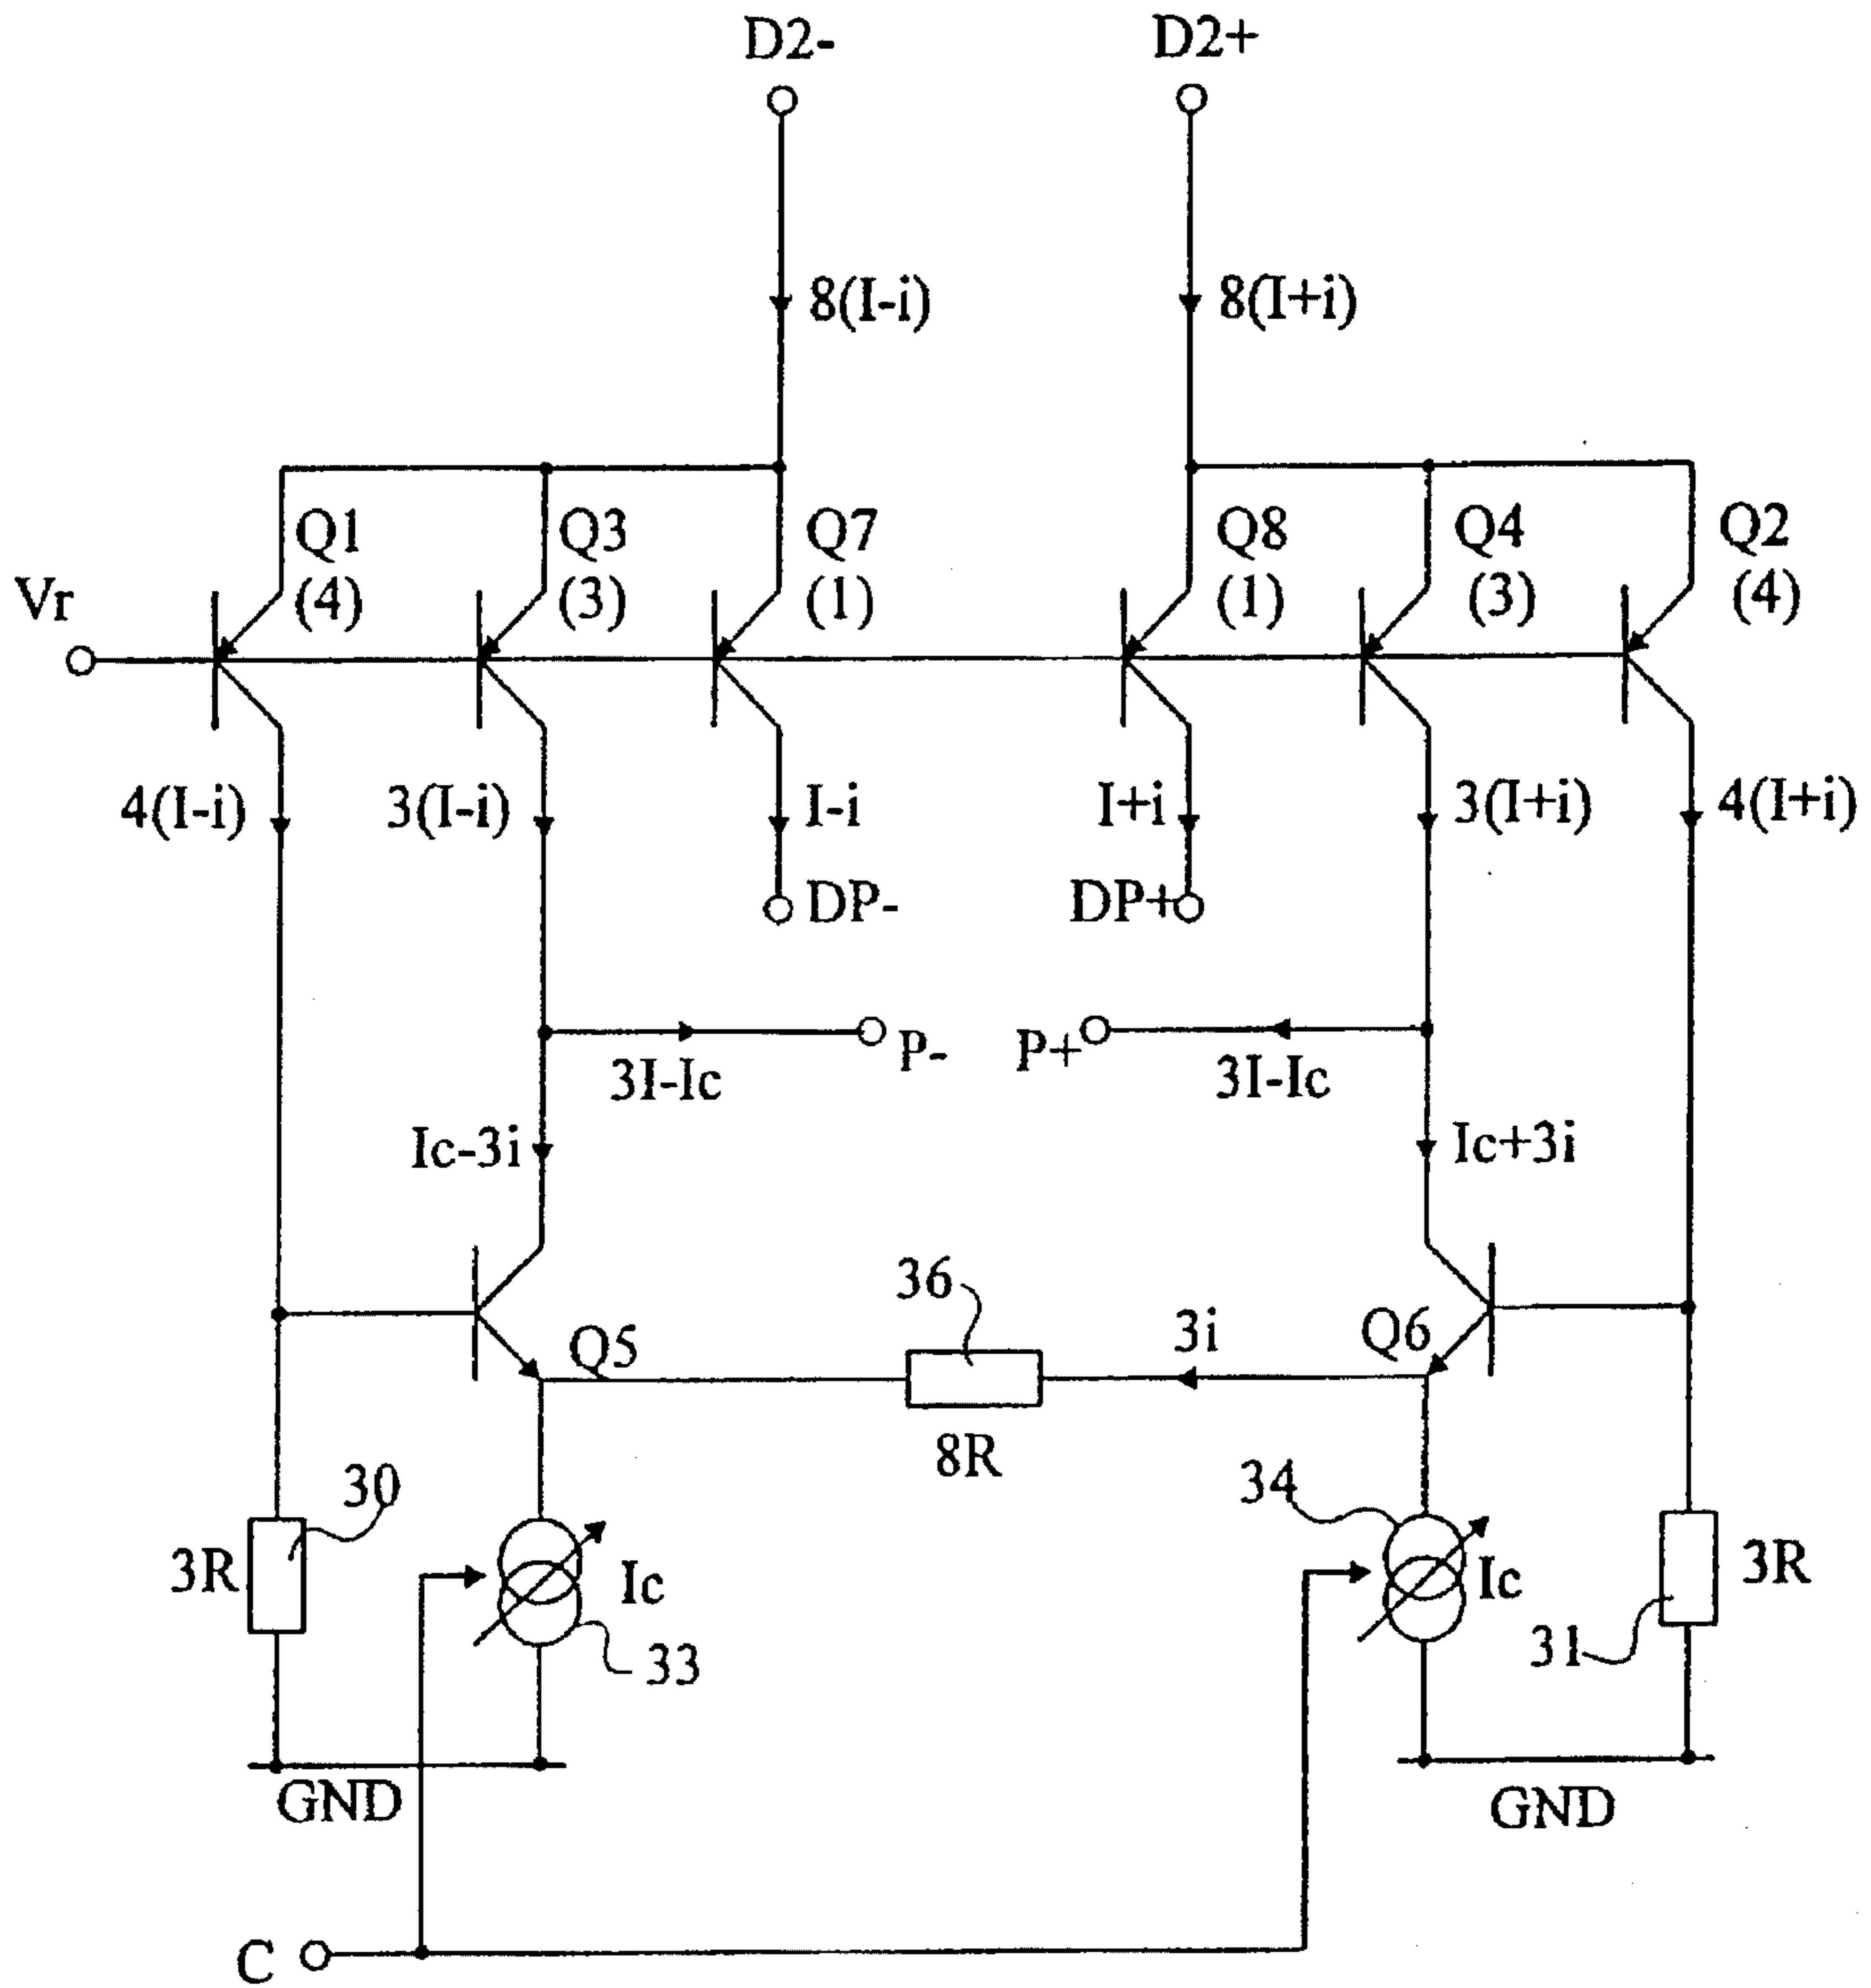 D2- D2+
8(I-i) 8(I+i)
Q1 Q3 Q7 Q8 Q4 Q2
(4) (3) (1) (1) (3) (4)
Vr
4(I-i) 3(I-i) I-i I+i 3(I+i) 4(I+i)
DP- DP+
P- P+
3I-Ic 3I-Ic
Ic-3i Ic+3i
36
Q5 3i Q6
8R
30 34
3R Ic Ic 3R
33 31
GND GND
C